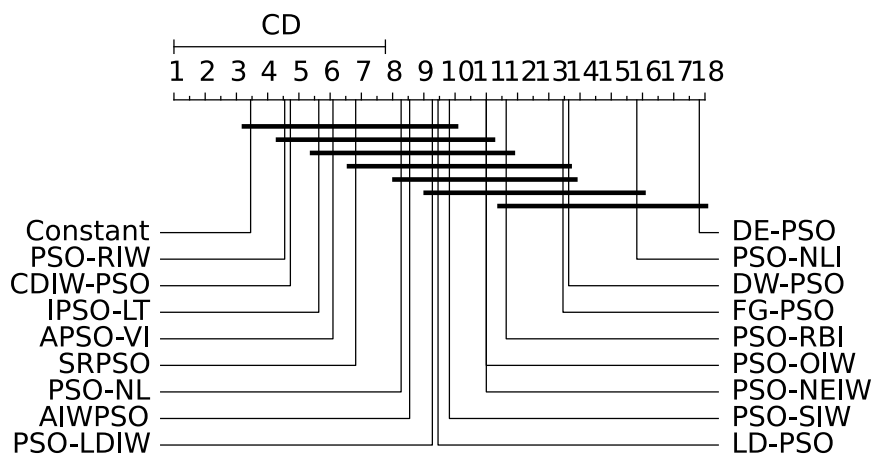 CD
1 2 3 4 5 6 7 8 9 10 11 12 13 14 15 16 17 18
Constant DE-PSO
PSO-RIW PSO-NLI
CDIW-PSO DW-PSO
IPSO-LT FG-PSO
APSO-VI PSO-RBI
SRPSO PSO-OIW
PSO-NL PSO-NEIW
AIWPSO PSO-SIW
PSO-LDIW LD-PSO